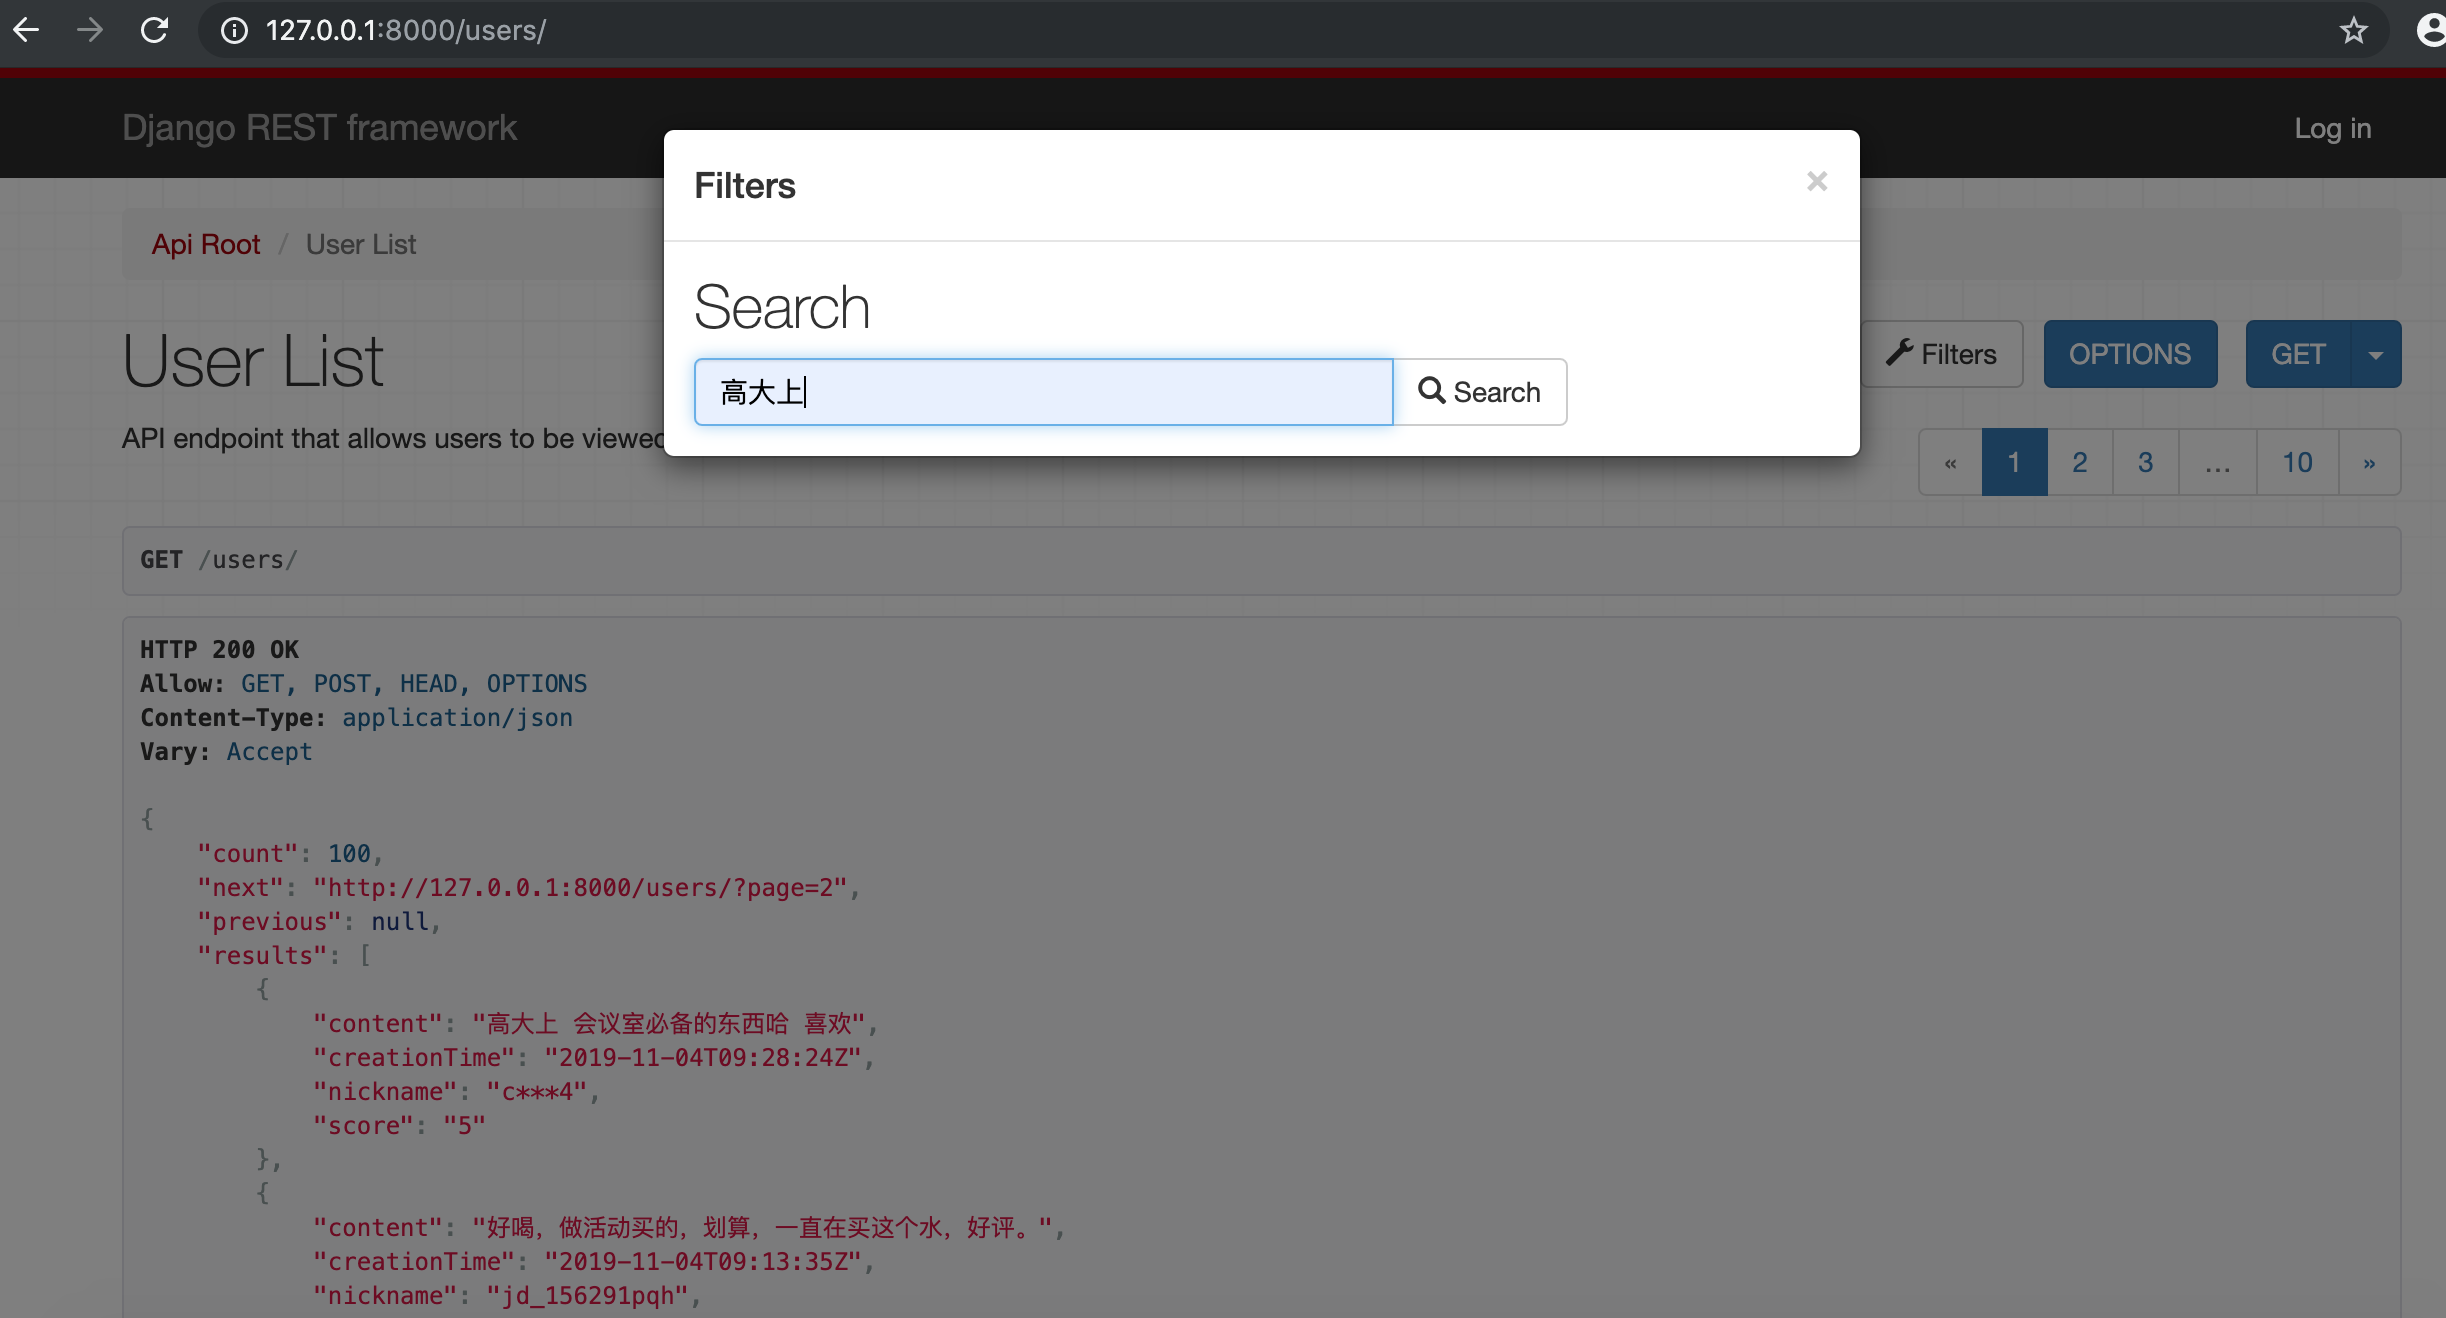 127.0.0.1:8000/users/
Django REST framework
Log in
Filters
×
Api Root / User List
Search
User List
Filters
OPTIONS
GET
高大上
Search
API endpoint that allows users to be viewed
« 1 2 3 … 10 »
GET /users/
HTTP 200 OK
Allow: GET, POST, HEAD, OPTIONS
Content-Type: application/json
Vary: Accept
{
"count": 100,
"next": "http://127.0.0.1:8000/users/?page=2",
"previous": null,
"results": [
{
"content": "高大上 会议室必备的东西哈 喜欢",
"creationTime": "2019-11-04T09:28:24Z",
"nickname": "c***4",
"score": "5"
},
{
"content": "好喝，做活动买的，划算，一直在买这个水，好评。",
"creationTime": "2019-11-04T09:13:35Z",
"nickname": "jd_156291pqh",